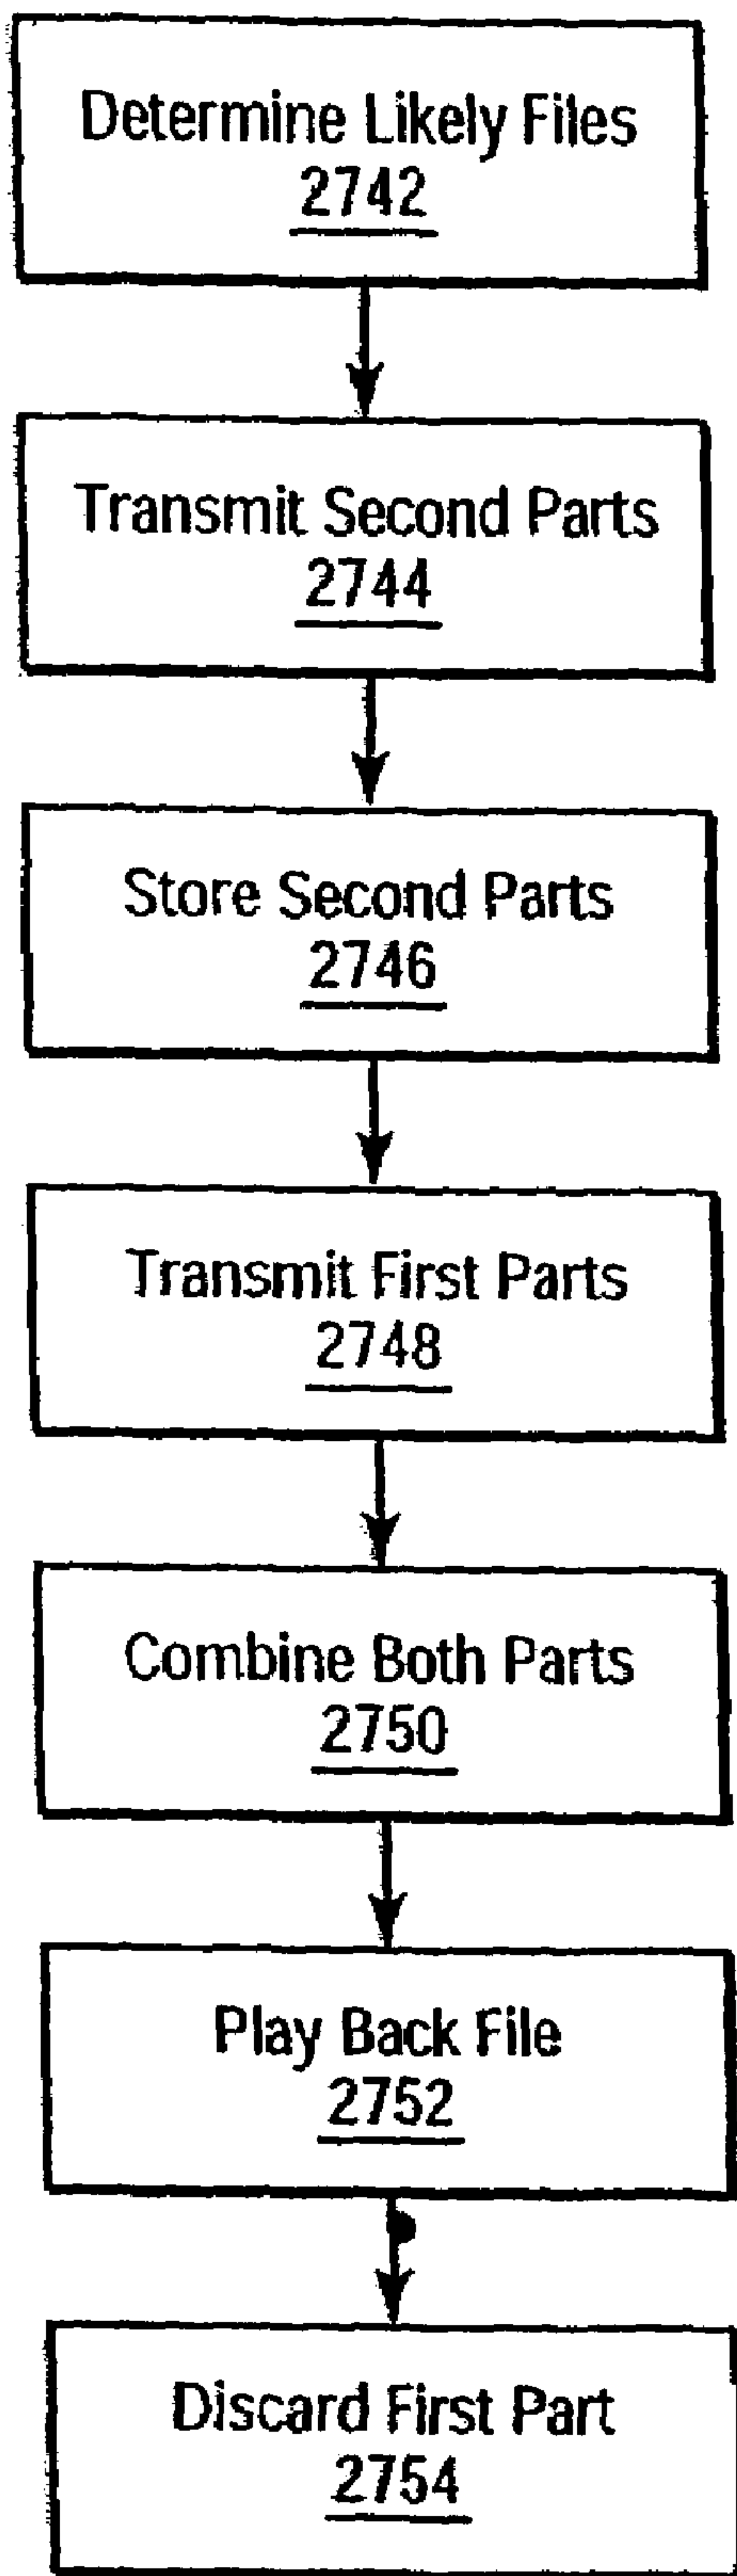 Determine Likely Files
2742
Transmit Second Parts
2744
Store Second Parts
2746
Transmit First Parts
2748
Combine Both Parts
2750
Play Back File
2752
Discard First Part
2754